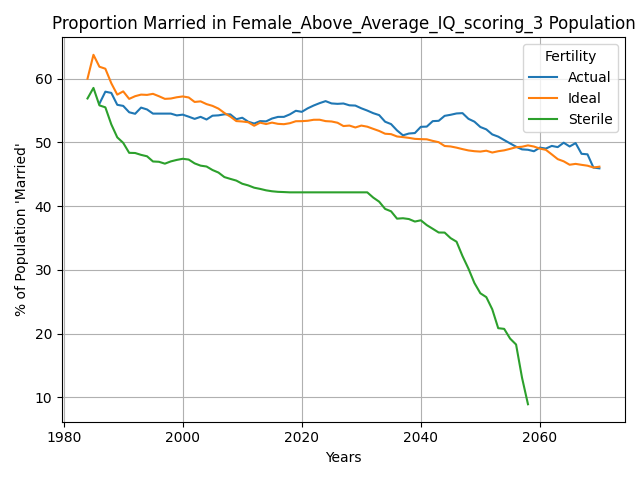 Proportion Married in Female_Above_Average_IQ_scoring_3 Population
Fertility
Actual
Ideal
Sterile
% of Population 'Married'
60
50
40
30
20
10
1980
2000
2020
2040
2060
Years